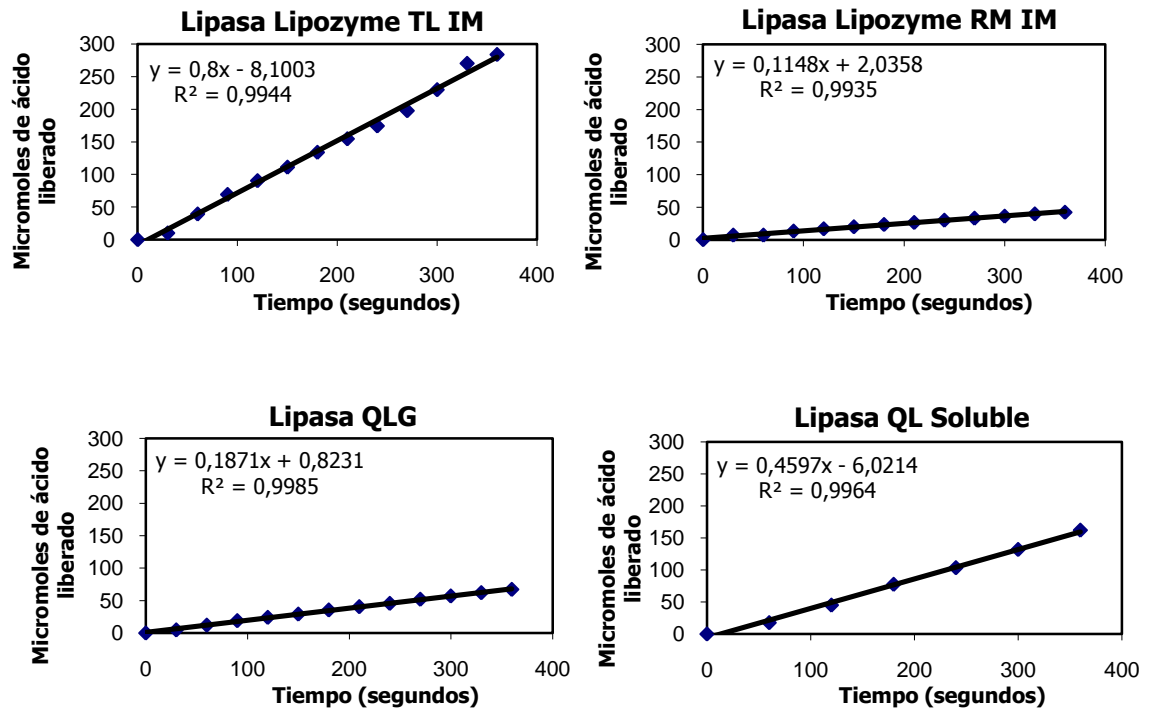 Lipasa Lipozyme TL IM
Micromoles de ácido
liberado
300
250
200
150
100
50
0
y = 0,8x - 8,1003
R² = 0,9944
0 100 200 300 400
Tiempo (segundos)
Lipasa Lipozyme RM IM
Micromoles de ácido
liberado
300
250
200
150
100
50
0
y = 0,1148x + 2,0358
R² = 0,9935
0 100 200 300 400
Tiempo (segundos)
Lipasa QLG
Micromoles de ácido
liberado
300
250
200
150
100
50
0
y = 0,1871x + 0,8231
R² = 0,9985
0 100 200 300 400
Tiempo (segundos)
Lipasa QL Soluble
Micromoles de ácido
liberado
300
250
200
150
100
50
0
y = 0,4597x - 6,0214
R² = 0,9964
0 100 200 300 400
Tiempo (segundos)